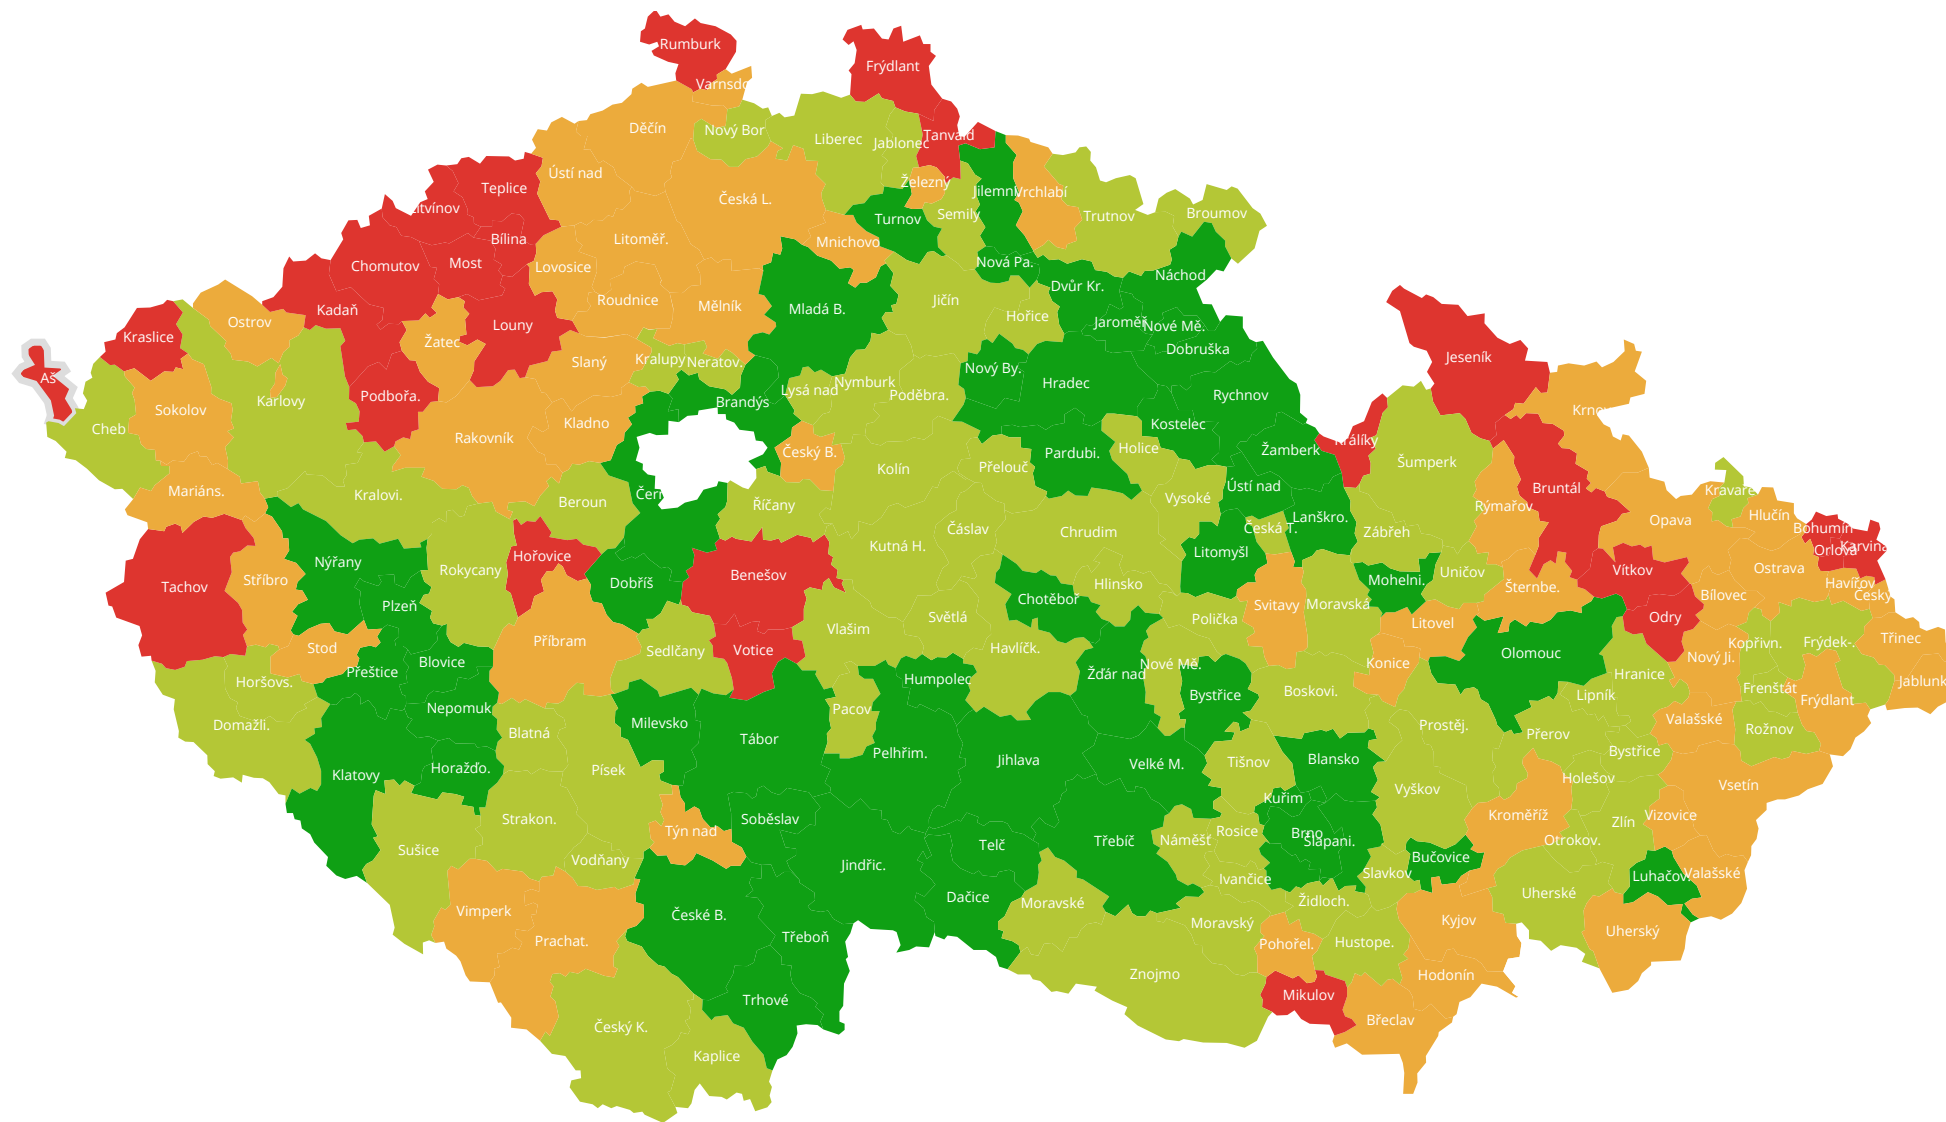 Rumburk
Frýdlant
Varnsdo
Děčín
Nový Bor
Liberec
Jablonec
Tanvald
Ústí nad
Teplice
Litvínov
Česká L.
Železný
Jilemni
Vrchlabí
Semily
Trutnov
Broumov
Turnov
Bílina
Litoměř.
Mnichovo
Most
Lovosice
Chomutov
Nová Pa.
Náchod
Dvůr Kr.
Roudnice
Mělník
Mladá B.
Jičín
Kadaň
Ostrov
Louny
Hořice
Jaroměř
Nové Mě.
Kraslice
Žatec
Dobruška
Slaný
Kralupy
Neratov.
Jeseník
Aš
Nový By.
Hradec
Nymburk
Lysá nad
Poděbra.
Rychnov
Podbořa.
Karlovy
Brandýs
Sokolov
Krnov
Cheb
Kladno
Kostelec
Rakovník
Králíky
Český B.
Pardubi.
Holice
Žamberk
Šumperk
Kolín
Přelouč
Mariáns.
Kralovi.
Beroun
Čern
Ústí nad
Bruntál
Kravaře
Říčany
Vysoké
Rýmařov
Lanškro.
Hlučín
Opava
Čáslav
Chrudim
Česká T.
Zábřeh
Bohumín
Kutná H.
Karviná
Orlová
Hořovice
Litomyšl
Nýřany
Rokycany
Benešov
Vítkov
Ostrava
Uničov
Stříbro
Dobříš
Mohelni.
Havířov
Tachov
Hlinsko
Šternbe.
Český
Bílovec
Chotěboř
Plzeň
Svitavy
Moravská
Světlá
Polička
Odry
Litovel
Vlašim
Příbram
Třinec
Frýdek-.
Kopřivn.
Stod
Havlíčk.
Sedlčany
Votice
Olomouc
Nový Ji.
Blovice
Konice
Nové Mě.
Přeštice
Žďár nad
Hranice
Humpolec
Jablunk
Horšovs.
Frenštát
Boskovi.
Bystřice
Lipník
Frýdlant
Nepomuk
Pacov
Valašské
Milevsko
Domažli.
Prostěj.
Rožnov
Blatná
Přerov
Tábor
Bystřice
Pelhřim.
Jihlava
Blansko
Tišnov
Velké M.
Horažďo.
Písek
Klatovy
Holešov
Vsetín
Vyškov
Kuřim
Kroměříž
Vizovice
Strakon.
Soběslav
Zlín
Týn nad
Rosice
Brno
Šlapani.
Náměšť
Otrokov.
Třebíč
Telč
Sušice
Bučovice
Vodňany
Jindřic.
Slavkov
Valašské
Luhačov.
Ivančice
Uherské
Dačice
Židloch.
Moravské
Vimperk
České B.
Kyjov
Moravský
Uherský
Třeboň
Prachat.
Hustope.
Pohořel.
Znojmo
Hodonín
Mikulov
Trhové
Břeclav
Český K.
Kaplice